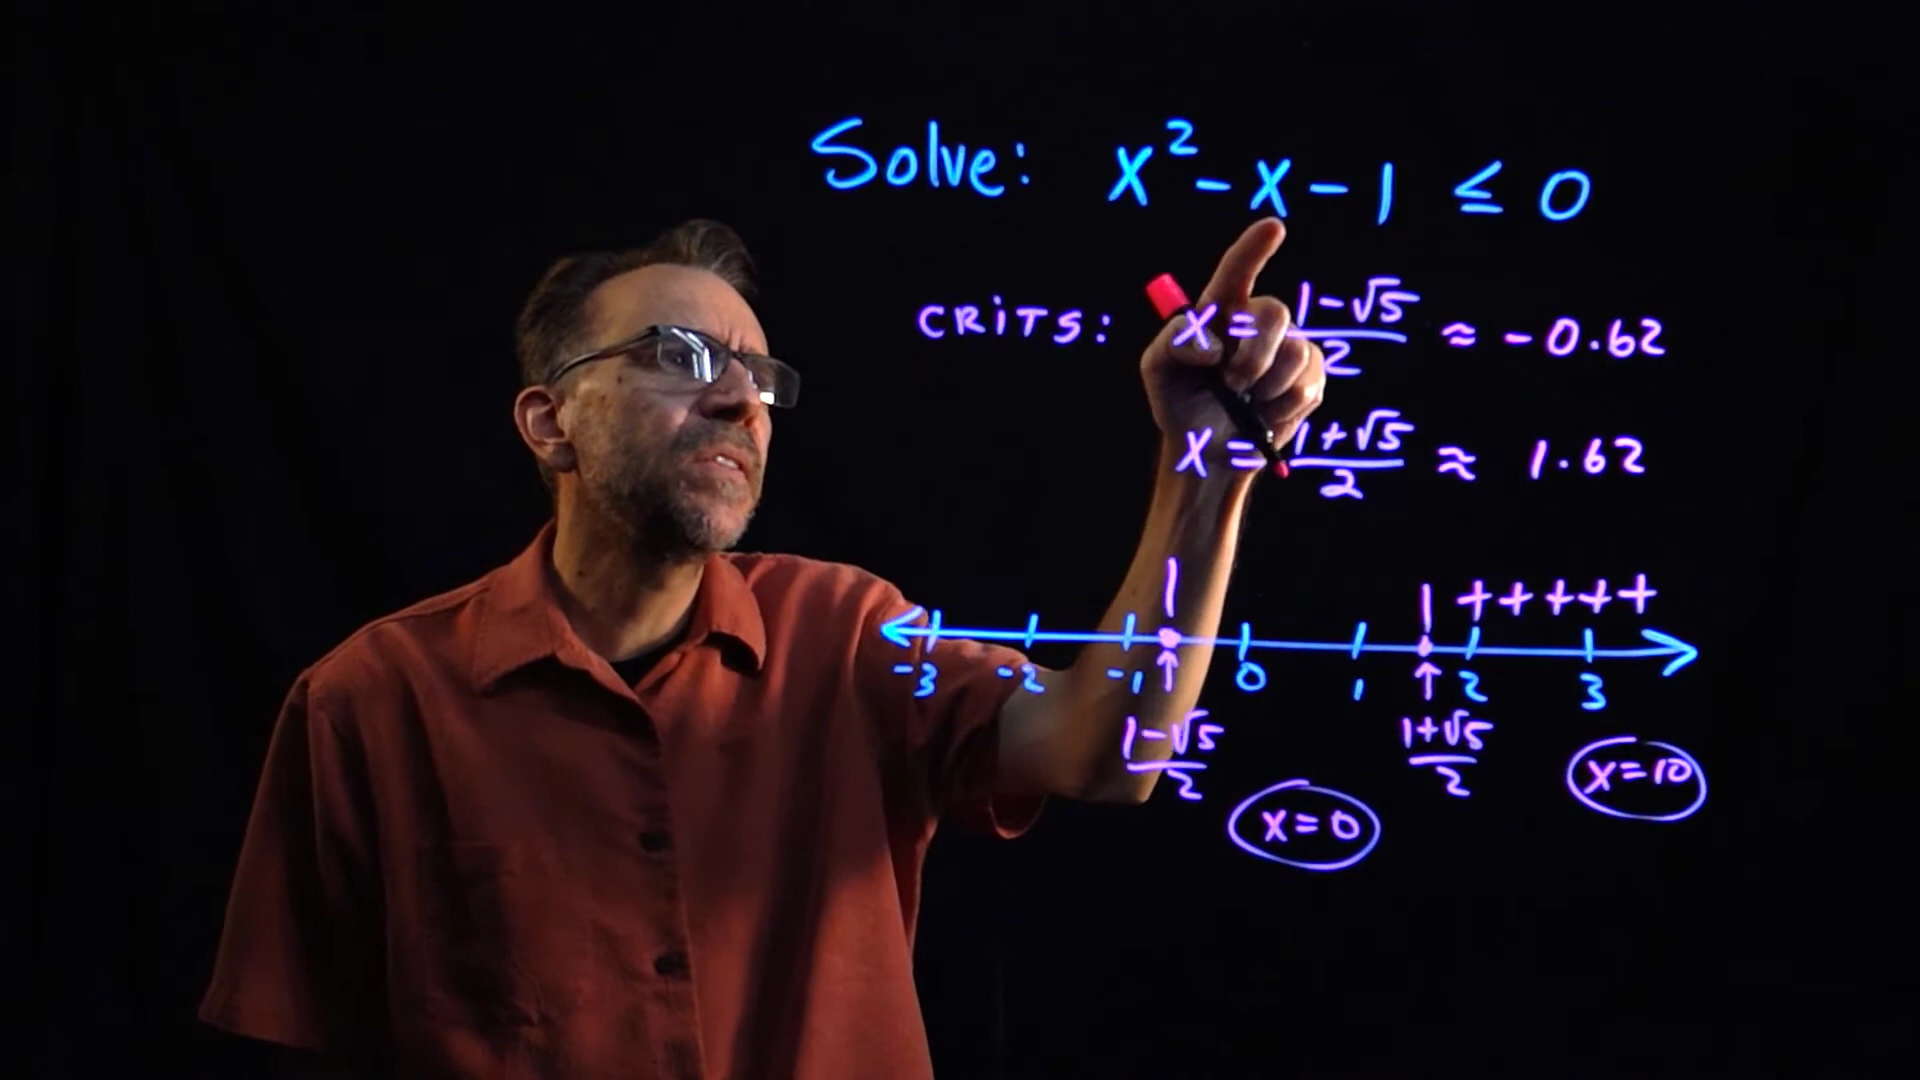 Solve: x² - x - 1 ≤ 0
CRITS: x = (1-√5)/2 ≈ -0.62
x = (1+√5)/2 ≈ 1.62
| | + + + + +
-3 -2 -1 0 1 2 3
↑ ↑
(1-√5)/2 (1+√5)/2
x=10
x=0